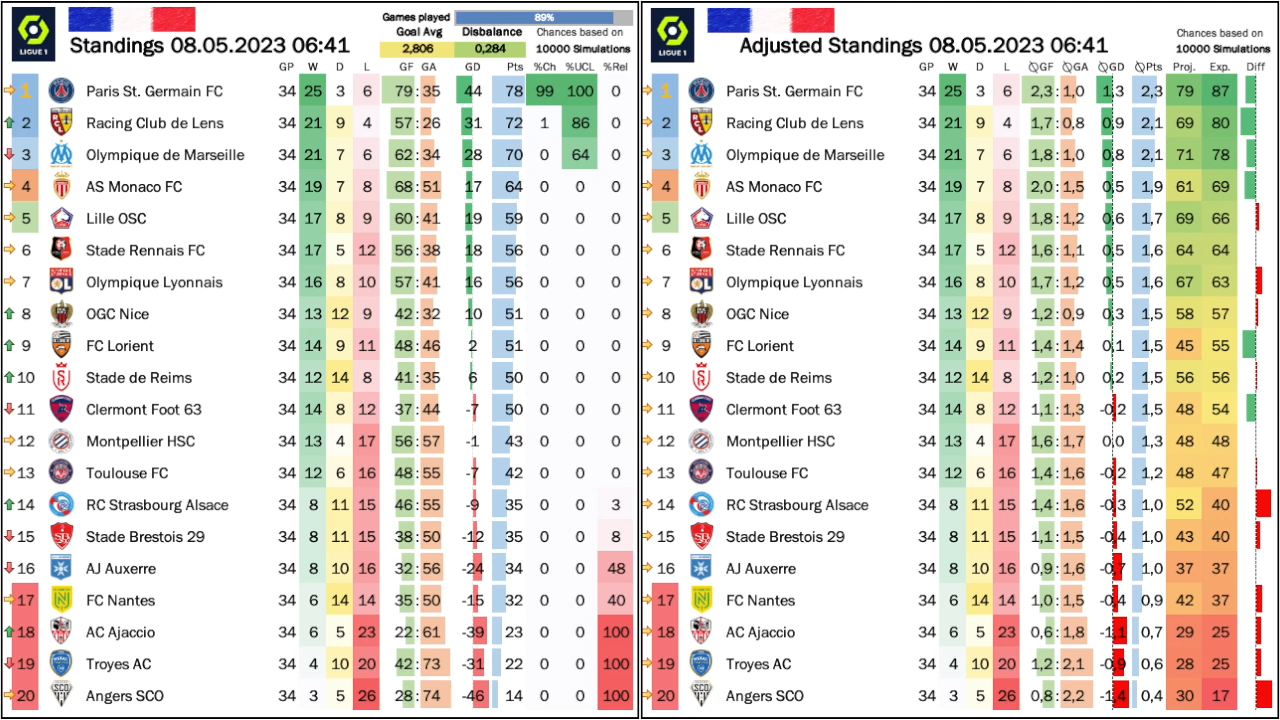 Games played 89%
Goal Avg Disbalance Chances based on
LIGUE 1 Standings 08.05.2023 06:41 2,806 0,284 10000 Simulations
GP W D L GF GA GD Pts %Ch %UCL %Rel
1 Paris St. Germain FC 34 25 3 6 79 : 35 44 78 99 100 0
2 Racing Club de Lens 34 21 9 4 57 : 26 31 72 1 86 0
3 Olympique de Marseille 34 21 7 6 62 : 34 28 70 0 64 0
4 AS Monaco FC 34 19 7 8 68 : 51 17 64 0 0 0
5 Lille OSC 34 17 8 9 60 : 41 19 59 0 0 0
6 Stade Rennais FC 34 17 5 12 56 : 38 18 56 0 0 0
7 Olympique Lyonnais 34 16 8 10 57 : 41 16 56 0 0 0
8 OGC Nice 34 13 12 9 42 : 32 10 51 0 0 0
9 FC Lorient 34 14 9 11 48 : 46 2 51 0 0 0
10 Stade de Reims 34 12 14 8 41 : 35 6 50 0 0 0
11 Clermont Foot 63 34 14 8 12 37 : 44 -7 50 0 0 0
12 Montpellier HSC 34 13 4 17 56 : 57 -1 43 0 0 0
13 Toulouse FC 34 12 6 16 48 : 55 -7 42 0 0 0
14 RC Strasbourg Alsace 34 8 11 15 46 : 55 -9 35 0 0 3
15 Stade Brestois 29 34 8 11 15 38 : 50 -12 35 0 0 8
16 AJ Auxerre 34 8 10 16 32 : 56 -24 34 0 0 48
17 FC Nantes 34 6 14 14 35 : 50 -15 32 0 0 40
18 AC Ajaccio 34 6 5 23 22 : 61 -39 23 0 0 100
19 Troyes AC 34 4 10 20 42 : 73 -31 22 0 0 100
20 Angers SCO 34 3 5 26 28 : 74 -46 14 0 0 100
Chances based on
LIGUE 1 Adjusted Standings 08.05.2023 06:41 10000 Simulations
GP W D L ∅GF ∅GA ∅GD ∅Pts Proj. Exp. Diff
1 Paris St. Germain FC 34 25 3 6 2,3 : 1,0 1,3 2,3 79 87
2 Racing Club de Lens 34 21 9 4 1,7 : 0,8 0,9 2,1 69 80
3 Olympique de Marseille 34 21 7 6 1,8 : 1,0 0,8 2,1 71 78
4 AS Monaco FC 34 19 7 8 2,0 : 1,5 0,5 1,9 61 69
5 Lille OSC 34 17 8 9 1,8 : 1,2 0,6 1,7 69 66
6 Stade Rennais FC 34 17 5 12 1,6 : 1,1 0,5 1,6 64 64
7 Olympique Lyonnais 34 16 8 10 1,7 : 1,2 0,5 1,6 67 63
8 OGC Nice 34 13 12 9 1,2 : 0,9 0,3 1,5 58 57
9 FC Lorient 34 14 9 11 1,4 : 1,4 0,1 1,5 45 55
10 Stade de Reims 34 12 14 8 1,2 : 1,0 0,2 1,5 56 56
11 Clermont Foot 63 34 14 8 12 1,1 : 1,3 -0,2 1,5 48 54
12 Montpellier HSC 34 13 4 17 1,6 : 1,7 0,0 1,3 48 48
13 Toulouse FC 34 12 6 16 1,4 : 1,6 -0,2 1,2 48 47
14 RC Strasbourg Alsace 34 8 11 15 1,4 : 1,6 -0,3 1,0 52 40
15 Stade Brestois 29 34 8 11 15 1,1 : 1,5 -0,4 1,0 43 40
16 AJ Auxerre 34 8 10 16 0,9 : 1,6 -0,7 1,0 37 37
17 FC Nantes 34 6 14 14 1,0 : 1,5 -0,4 0,9 42 37
18 AC Ajaccio 34 6 5 23 0,6 : 1,8 -1,1 0,7 29 25
19 Troyes AC 34 4 10 20 1,2 : 2,1 -0,9 0,6 28 25
20 Angers SCO 34 3 5 26 0,8 : 2,2 -1,4 0,4 30 17